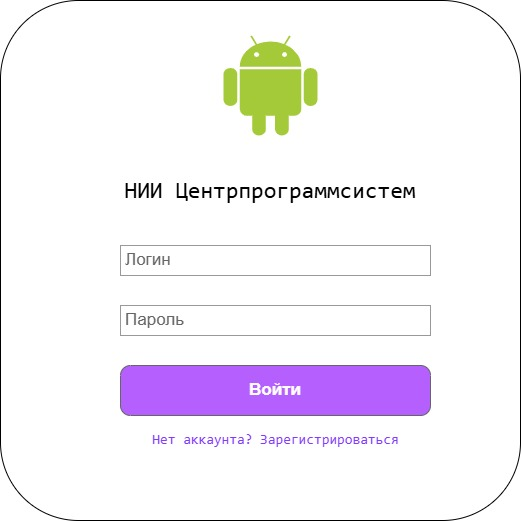 НИИ Центрпрограммсистем
Логин
Пароль
Войти
Нет аккаунта? Зарегистрироваться